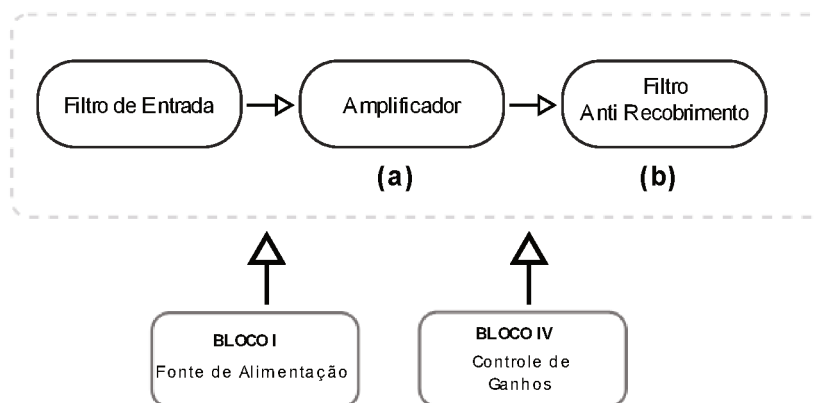 Filtro de Entrada
Amplificador
Filtro
Anti Recobrimento
(a)
(b)
BLOCO I
Fonte de Alimentação
BLOCO IV
Controle de
Ganhos